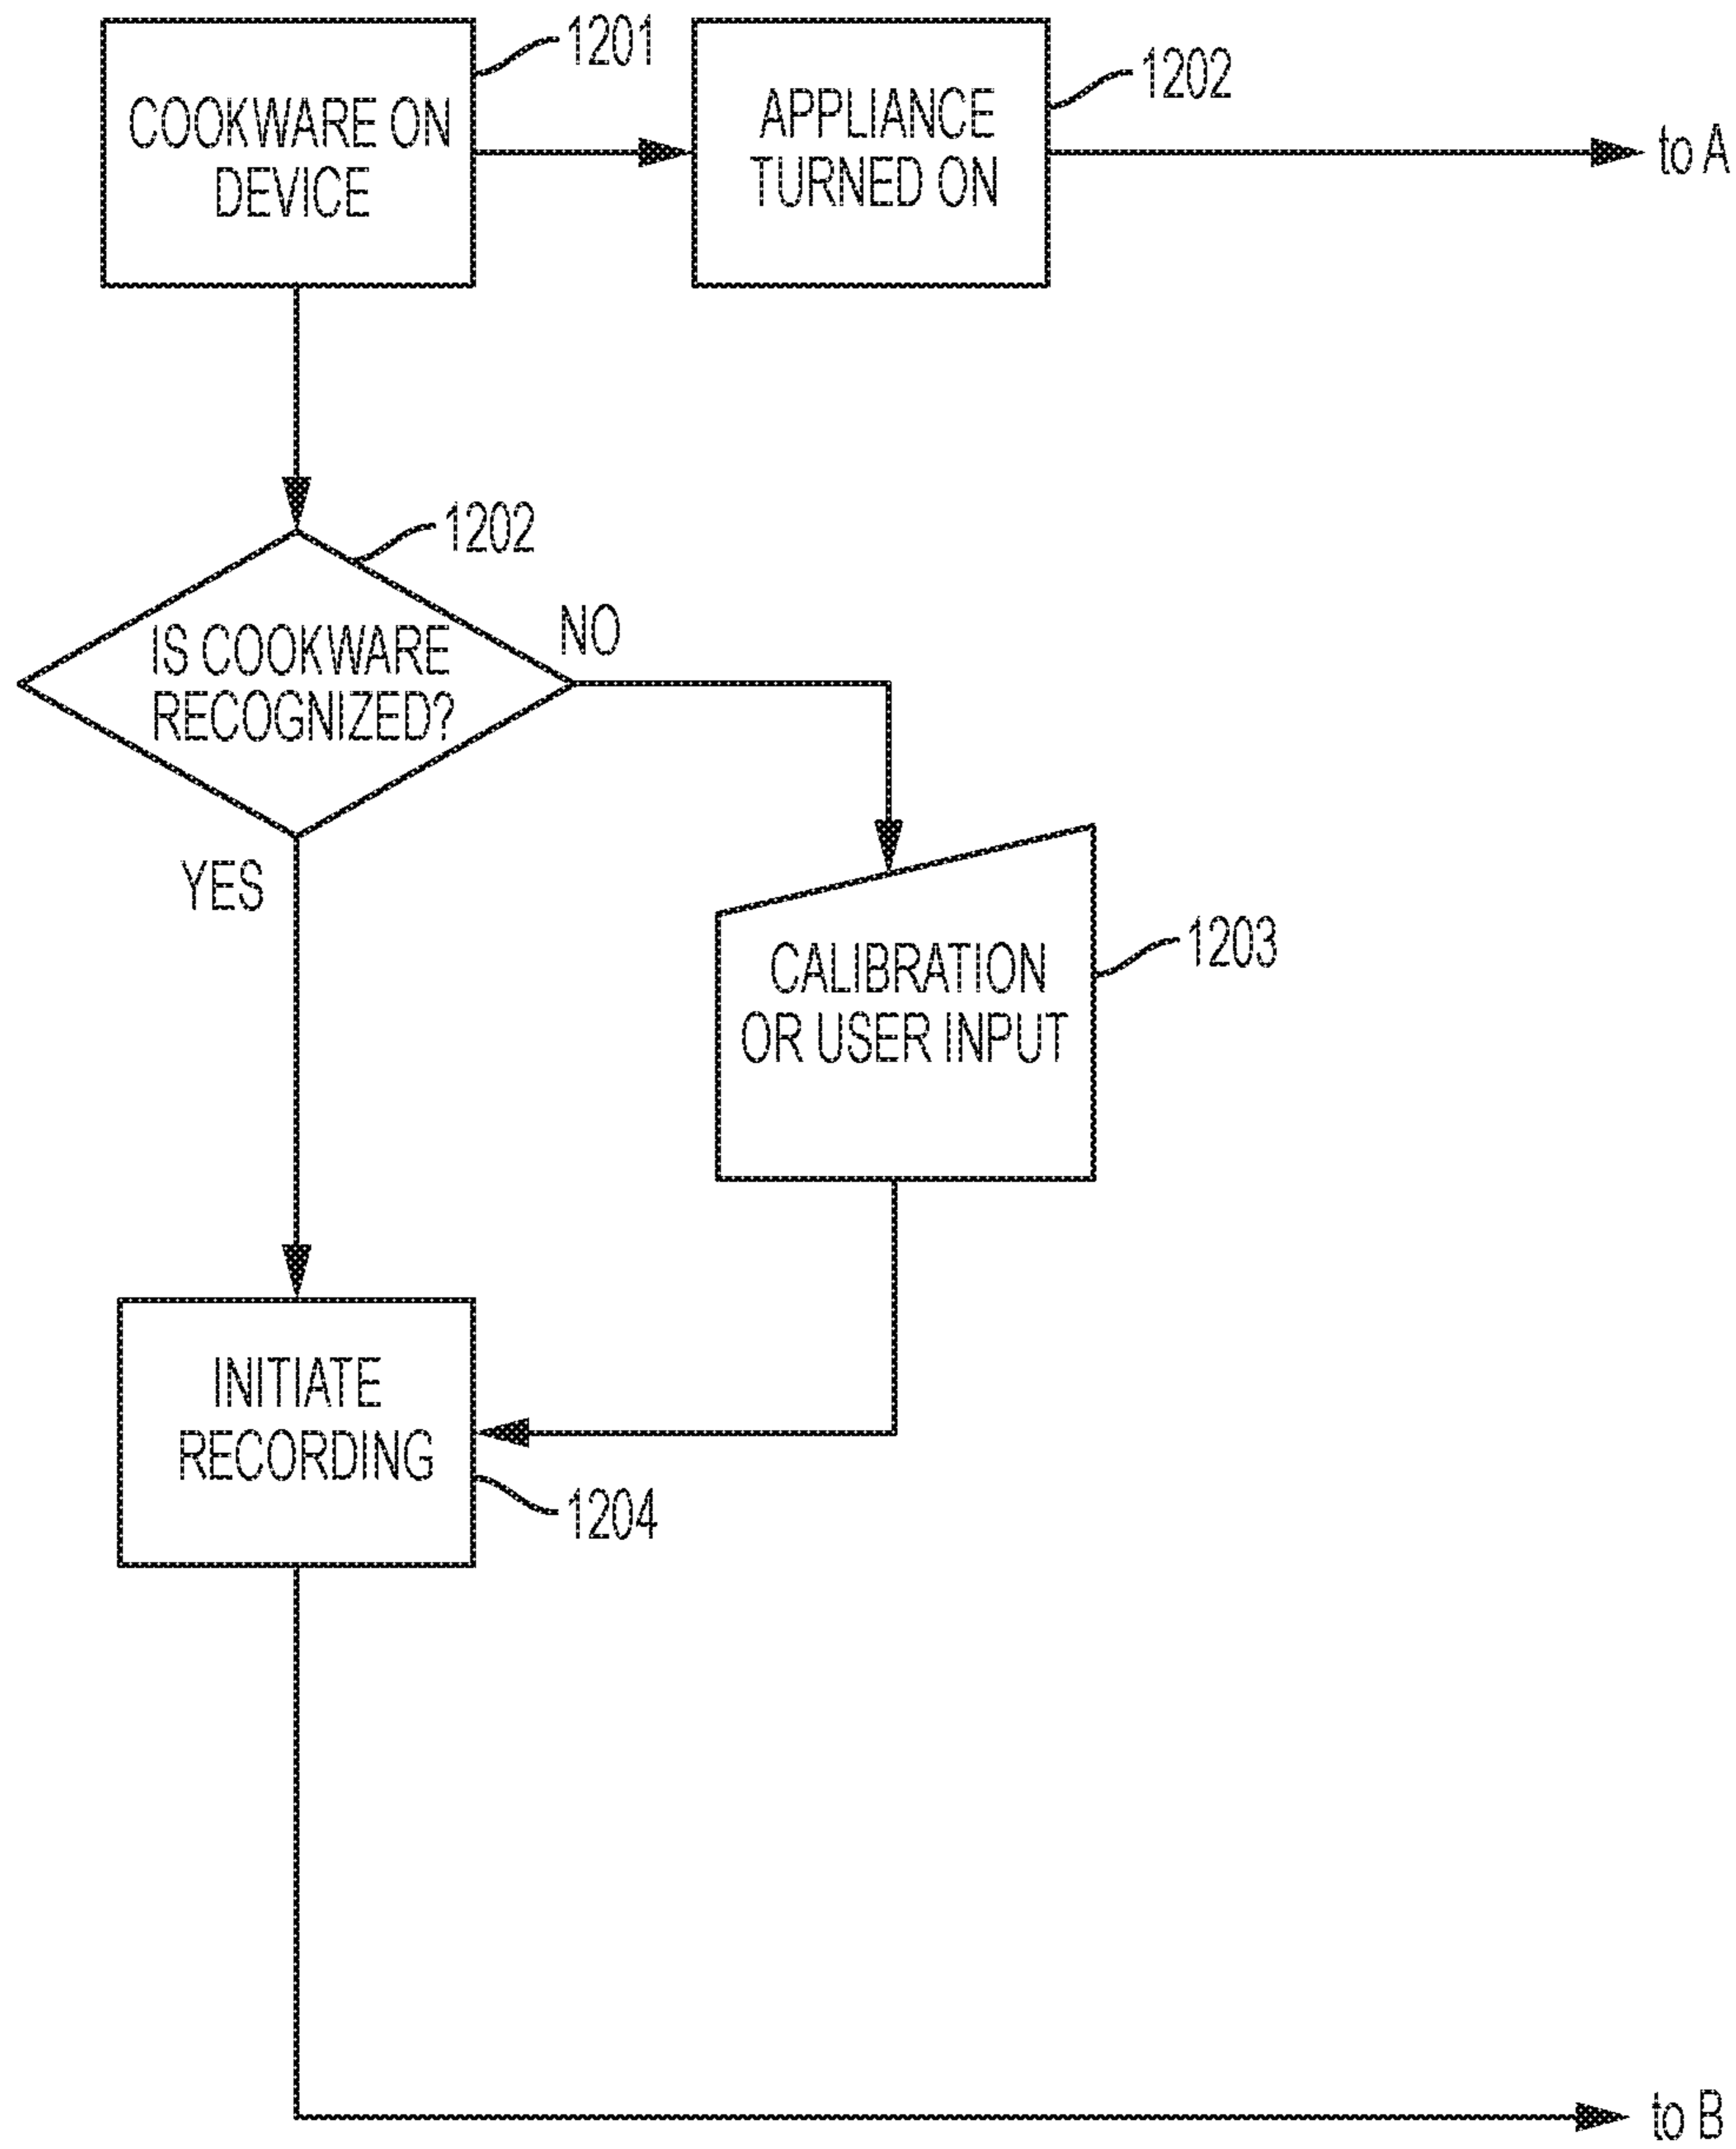 1201
COOKWARE ON
DEVICE
1202
APPLIANCE
TURNED ON
to A
1202
IS COOKWARE
RECOGNIZED?
NO
YES
1203
CALIBRATION
OR USER INPUT
INITIATE
RECORDING
1204
to B